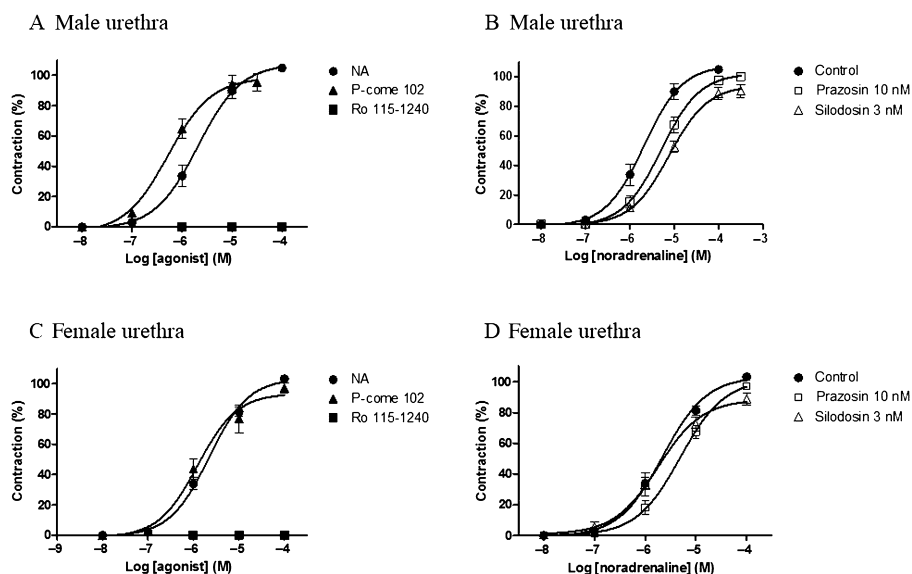 A Male urethra
NA
P-come 102
Ro 115-1240
Contraction (%)
100
80
60
40
20
0
–8
–7
–6
–5
–4
Log [agonist] (M)
B Male urethra
Control
Prazosin 10 nM
Silodosin 3 nM
Contraction (%)
100
80
60
40
20
0
–8
–7
–6
–5
–4
–3
Log [noradrenaline] (M)
C Female urethra
NA
P-come 102
Ro 115-1240
Contraction (%)
100
80
60
40
20
0
–9
–8
–7
–6
–5
–4
Log [agonist] (M)
D Female urethra
Control
Prazosin 10 nM
Silodosin 3 nM
Contraction (%)
100
80
60
40
20
0
–8
–7
–6
–5
–4
Log [noradrenaline] (M)